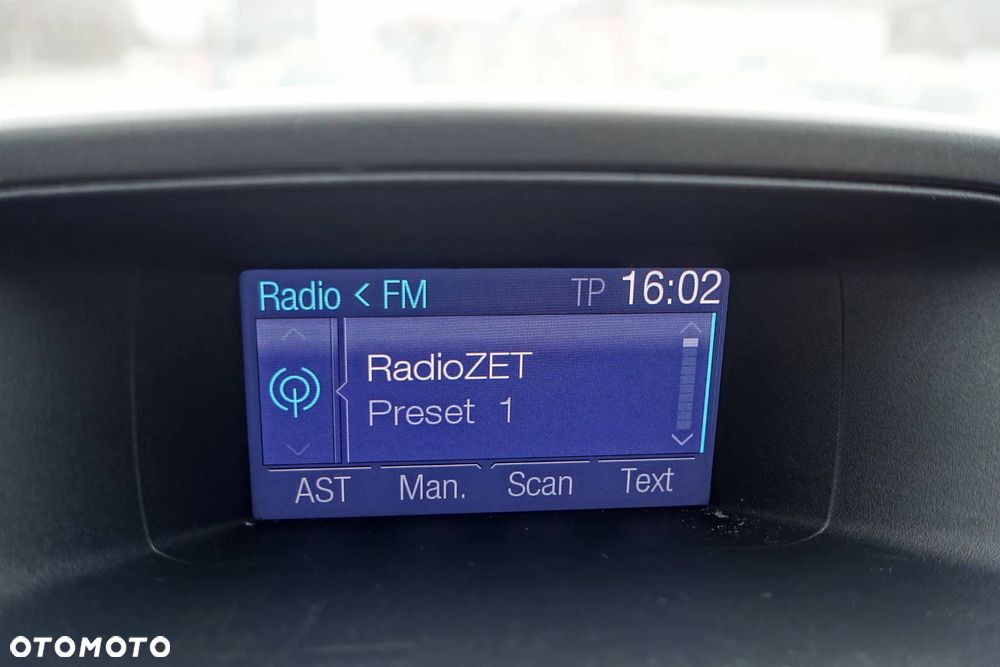 Radio < FM TP 16:02
RadioZET
Preset 1
AST Man. Scan Text
OTOMOTO